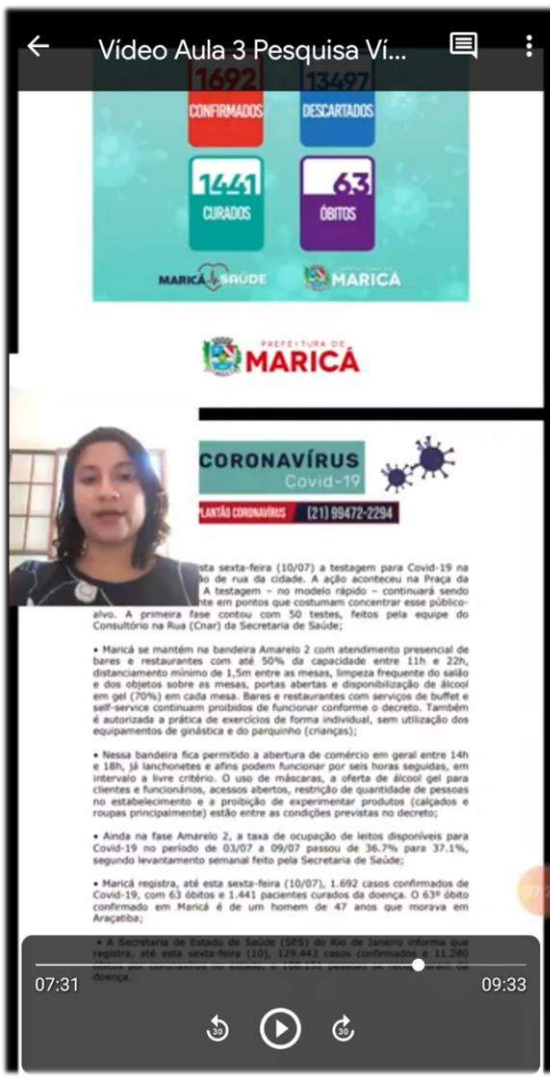 Vídeo Aula 3 Pesquisa Ví...
1692
CONFIRMADOS
13497
DESCARTADOS
1441
CURADOS
63
ÓBITOS
MARICÁ SAÚDE
PREFEITURA DE
MARICÁ
PREFEITURA DE
MARICÁ
CORONAVÍRUS
Covid-19
PLANTÃO CORONAVÍRUS (21) 99472-2294
sta sexta-feira (10/07) a testagem para Covid-19 na
ão de rua da cidade. A ação aconteceu na Praça da
A testagem – no modelo rápido – continuará sendo
nte em pontos que costumam concentrar esse público-
alvo. A primeira fase contou com 50 testes, feitos pela equipe do
Consultório na Rua (Cnar) da Secretaria de Saúde;
• Maricá se mantém na bandeira Amarelo 2 com atendimento presencial de
bares e restaurantes com até 50% da capacidade entre 11h e 22h,
distanciamento mínimo de 1,5m entre as mesas, limpeza frequente do salão
e dos objetos sobre as mesas, portas abertas e disponibilização de álcool
em gel (70%) em cada mesa. Bares e restaurantes com serviços de buffet e
self-service continuam proibidos de funcionar conforme o decreto. Também
é autorizada a prática de exercícios de forma individual, sem utilização dos
equipamentos de ginástica e do parquinho (crianças);
• Nessa bandeira fica permitido a abertura de comércio em geral entre 14h
e 18h, já lanchonetes e afins podem funcionar por seis horas seguidas, em
intervalo a livre critério. O uso de máscaras, a oferta de álcool gel para
clientes e funcionários, acessos abertos, restrição de quantidade de pessoas
no estabelecimento e a proibição de experimentar produtos (calçados e
roupas principalmente) estão entre as condições previstas no decreto;
• Ainda na fase Amarelo 2, a taxa de ocupação de leitos disponíveis para
Covid-19 no período de 03/07 a 09/07 passou de 36.7% para 37.1%,
segundo levantamento semanal feito pela Secretaria de Saúde;
• Maricá registra, até esta sexta-feira (10/07), 1.692 casos confirmados de
Covid-19, com 63 óbitos e 1.441 pacientes curados da doença. O 63º óbito
confirmado em Maricá é de um homem de 47 anos que morava em
Araçatiba;
• A Secretaria de Estado de Saúde (SES) do Rio de Janeiro informa que
registra, até esta sexta-feira (10), 129.443 casos confirmados e 11.280
por coronavírus no estado,
doença.
07:31
09:33
30
30